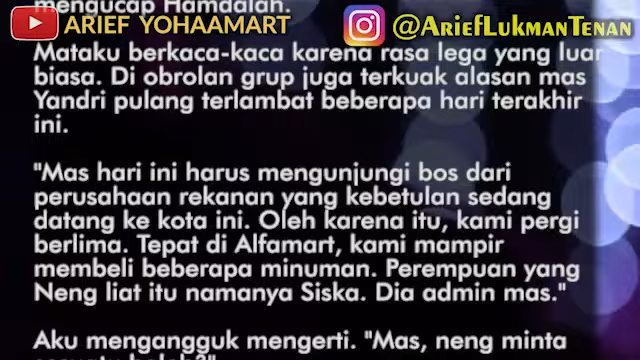 mengucap Hamdalah.
ARIEF YOHAAMART
@AriefLukmanTenan
Mataku berkaca-kaca karena rasa lega yang luar
biasa. Di obrolan grup juga terkuak alasan mas
Yandri pulang terlambat beberapa hari terakhir
ini.
"Mas hari ini harus mengunjungi bos dari
perusahaan rekanan yang kebetulan sedang
datang ke kota ini. Oleh karena itu, kami pergi
berlima. Tepat di Alfamart, kami mampir
membeli beberapa minuman. Perempuan yang
Neng liat itu namanya Siska. Dia admin mas."
Aku mengangguk mengerti. "Mas, neng minta